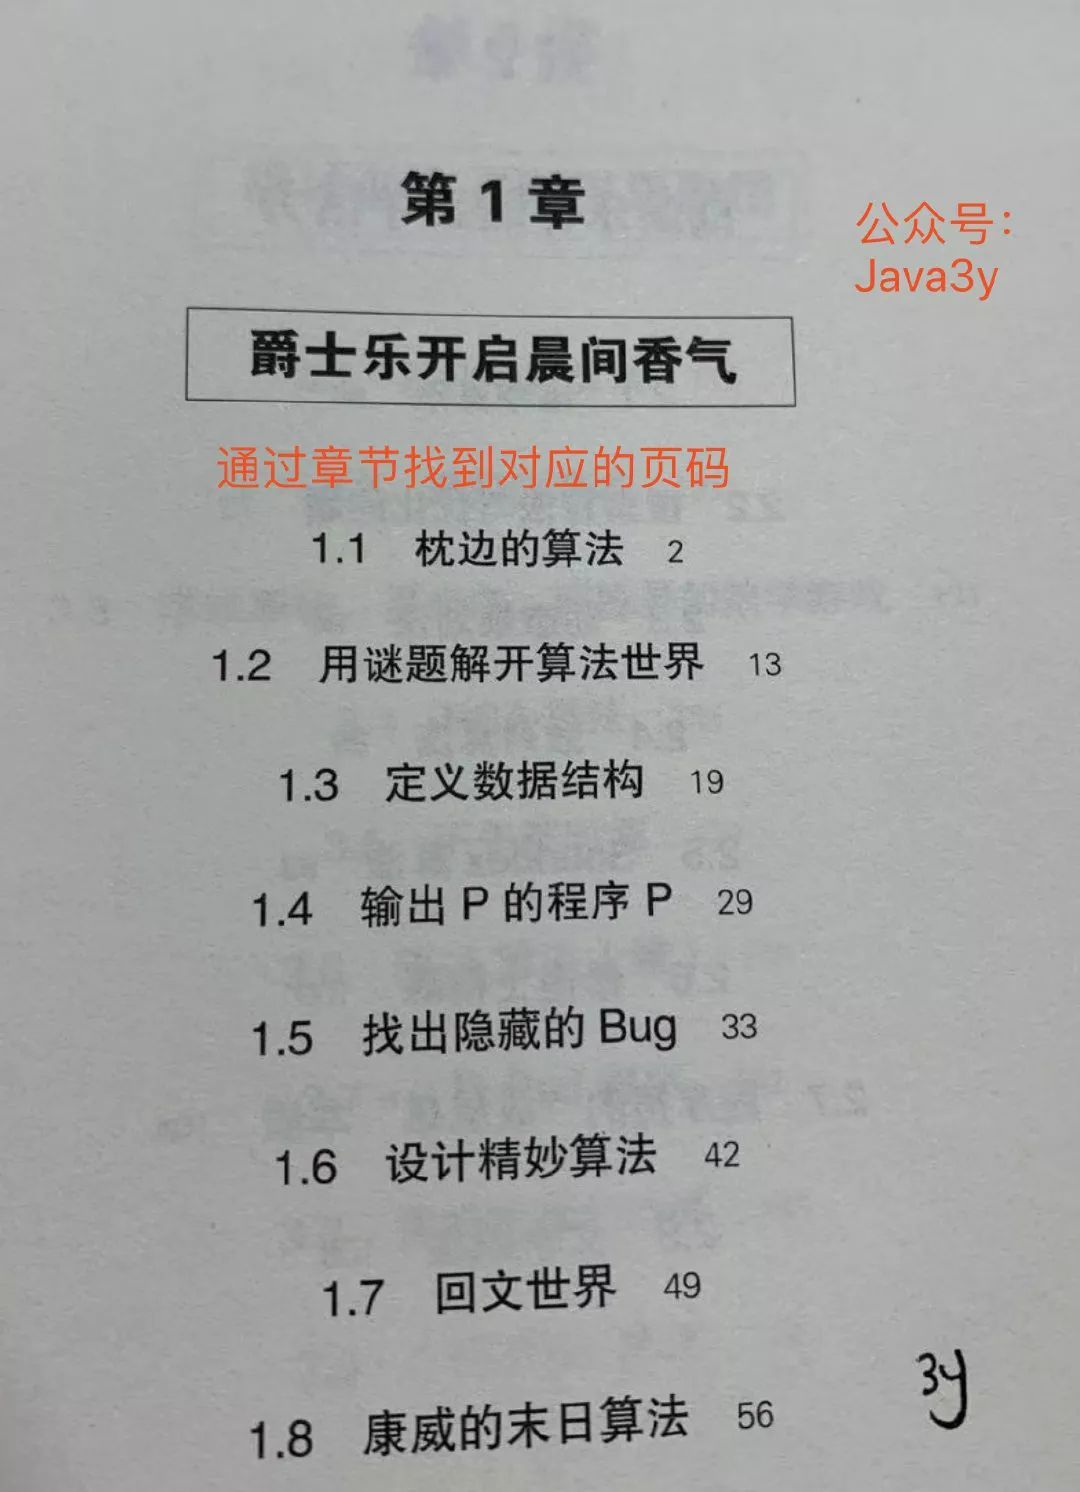 第 1 章
公众号：
Java3y
爵士乐开启晨间香气
通过章节找到对应的页码
1.1 枕边的算法 2
1.2 用谜题解开算法世界 13
1.3 定义数据结构 19
1.4 输出 P 的程序 P 29
1.5 找出隐藏的 Bug 33
1.6 设计精妙算法 42
1.7 回文世界 49
3y
1.8 康威的末日算法 56